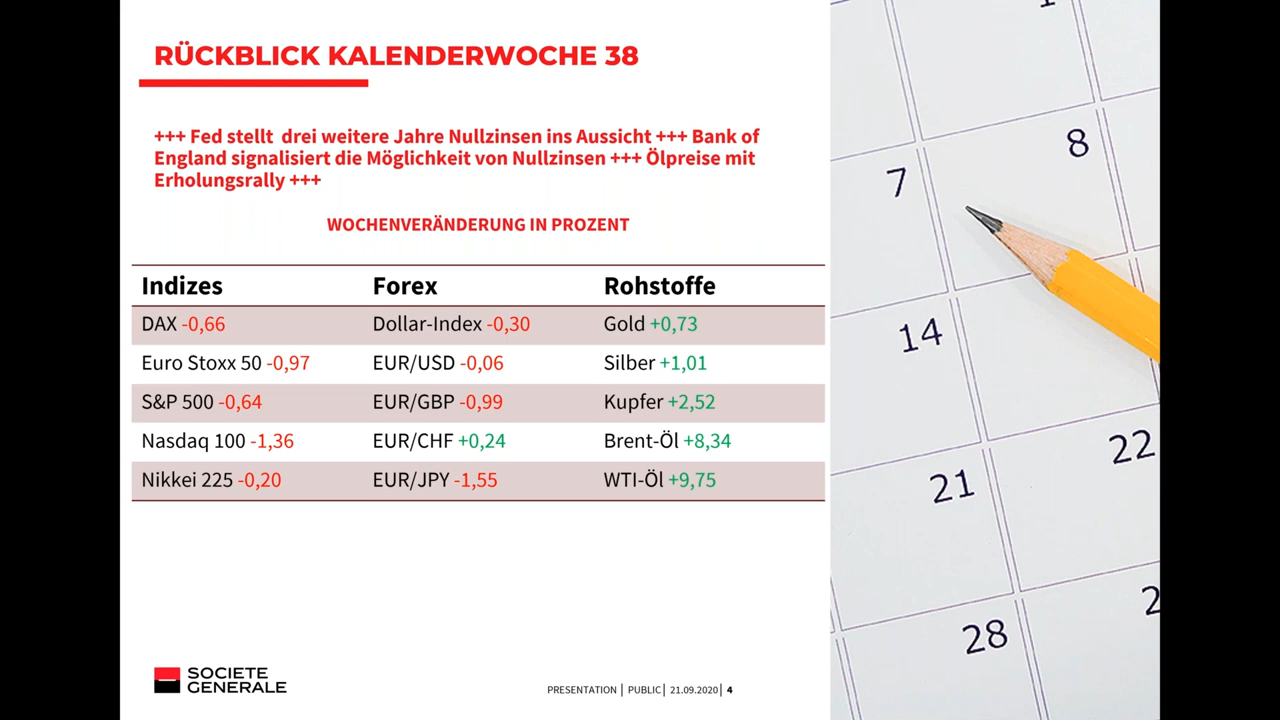 RÜCKBLICK KALENDERWOCHE 38
+++ Fed stellt drei weitere Jahre Nullzinsen ins Aussicht +++ Bank of
England signalisiert die Möglichkeit von Nullzinsen +++ Ölpreise mit
Erholungsrally +++
WOCHENVERÄNDERUNG IN PROZENT
Indizes Forex Rohstoffe
DAX -0,66 Dollar-Index -0,30 Gold +0,73
Euro Stoxx 50 -0,97 EUR/USD -0,06 Silber +1,01
S&P 500 -0,64 EUR/GBP -0,99 Kupfer +2,52
Nasdaq 100 -1,36 EUR/CHF +0,24 Brent-Öl +8,34
Nikkei 225 -0,20 EUR/JPY -1,55 WTI-Öl +9,75
SOCIETE
GENERALE
PRESENTATION | PUBLIC | 21.09.2020 | 4
7
8
14
22
21
28